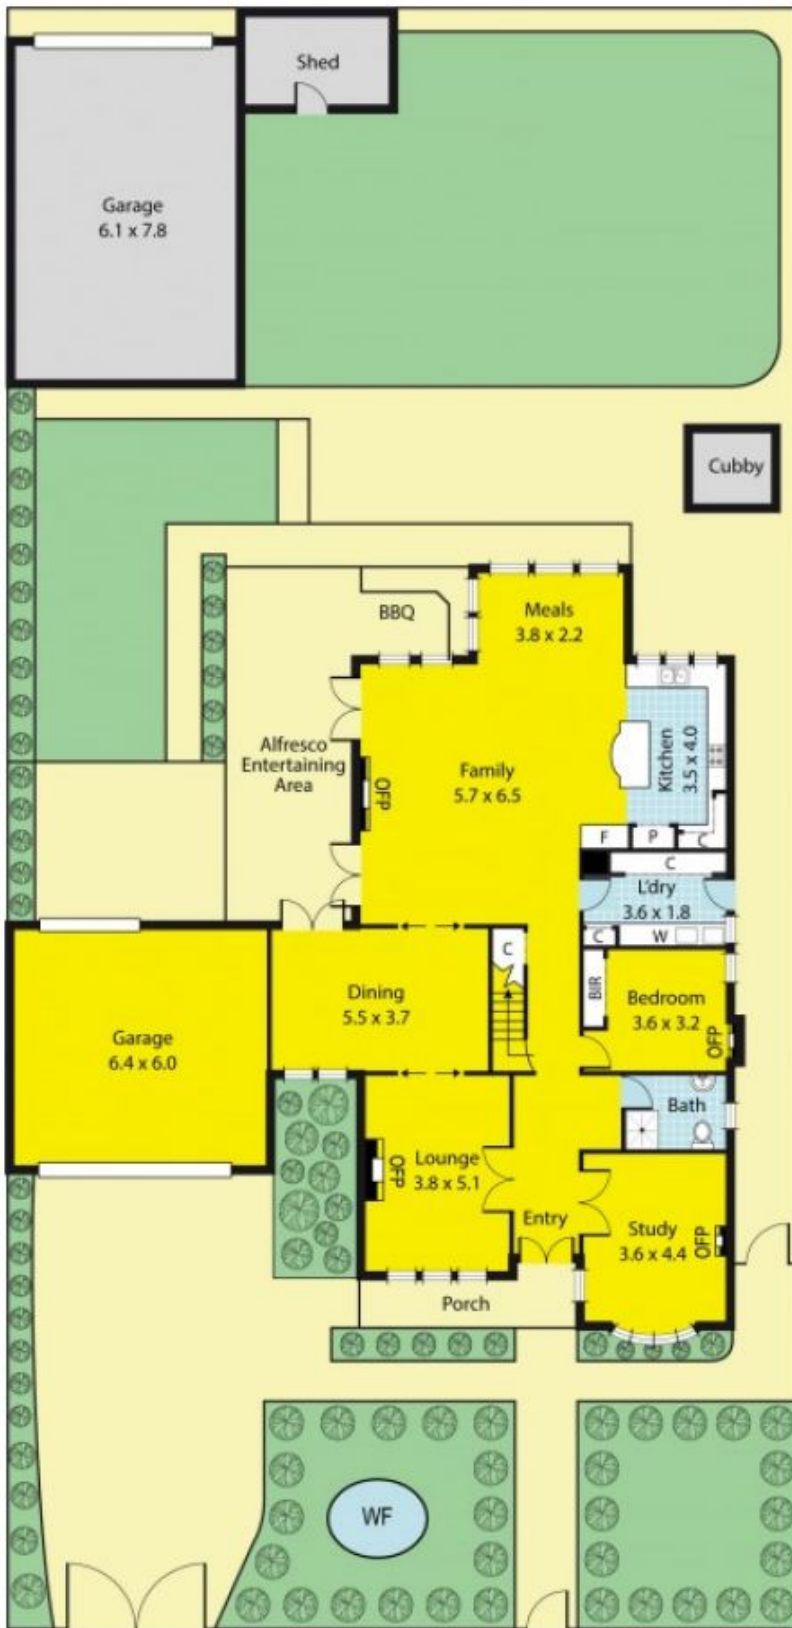 Shed
Garage
6.1 x 7.8
Cubby
BBQ
Meals
3.8 x 2.2
Alfresco
Entertaining
Area
OFP
Family
5.7 x 6.5
Kitchen
3.5 x 4.0
F
P
C
C
L'dry
3.6 x 1.8
C
W
C
BIR
Bedroom
3.6 x 3.2
OFP
Dining
5.5 x 3.7
Garage
6.4 x 6.0
Bath
Lounge
3.8 x 5.1
OFP
Entry
Study
3.6 x 4.4
OFP
Porch
WF